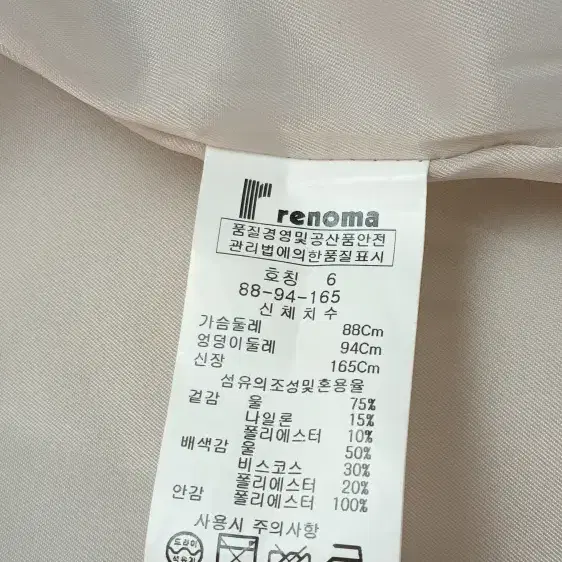 renoma
품질경영및공산품안전
관리법에의한품질표시
호칭 6
88-94-165
신체치수
가슴둘레 88Cm
엉덩이둘레 94Cm
신장 165Cm
섬유의조성및혼용율
겉감 울 75%
나일론 15%
폴리에스터 10%
배색감 울 50%
비스코스 30%
폴리에스터 20%
안감 폴리에스터 100%
사용시 주의사항
드라이